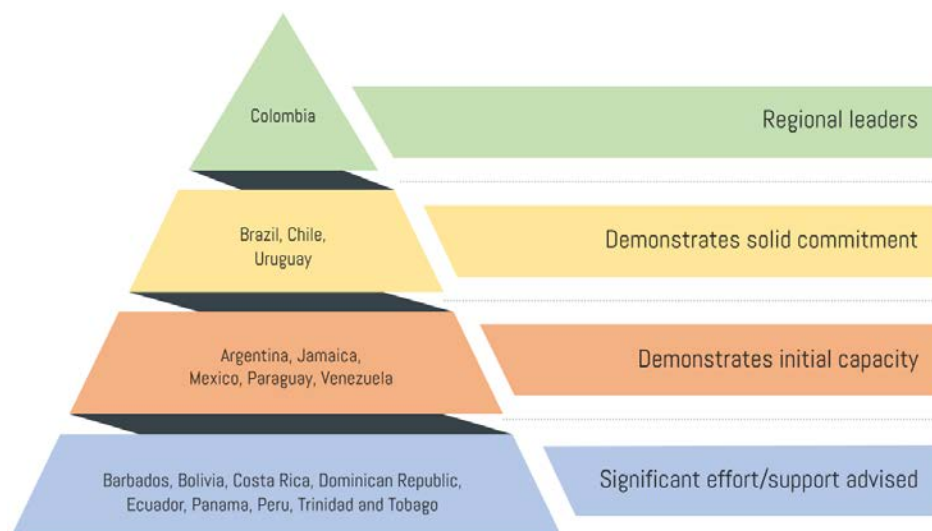 Colombia
Regional leaders
Brazil, Chile,
Uruguay
Demonstrates solid commitment
Argentina, Jamaica,
Mexico, Paraguay, Venezuela
Demonstrates initial capacity
Barbados, Bolivia, Costa Rica, Dominican Republic,
Ecuador, Panama, Peru, Trinidad and Tobago
Significant effort/support advised